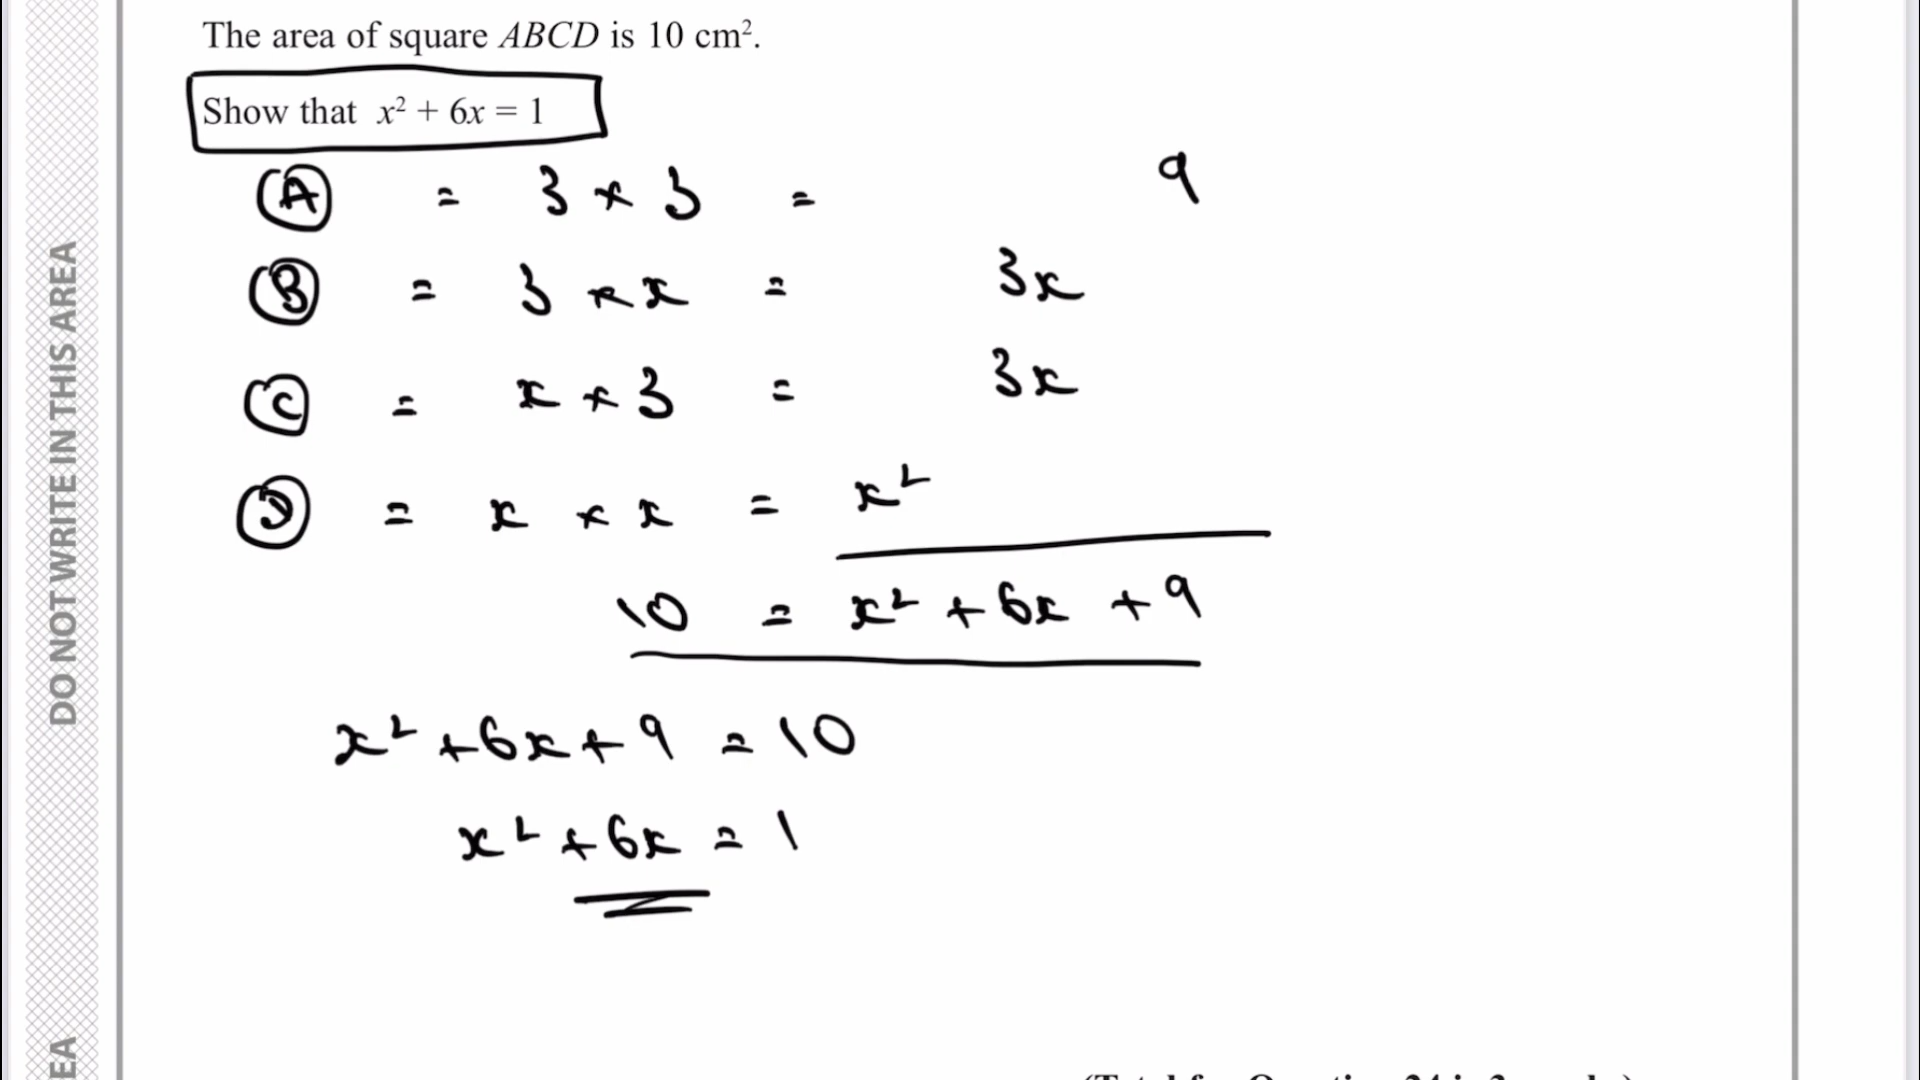 The area of square ABCD is 10 cm².
Show that x² + 6x = 1
A = 3 × 3 = 9
B = 3 × x = 3x
C = x × 3 = 3x
D = x × x = x²
10 = x² + 6x + 9
x² + 6x + 9 = 10
x² + 6x = 1
DO NOT WRITE IN THIS AREA
EA